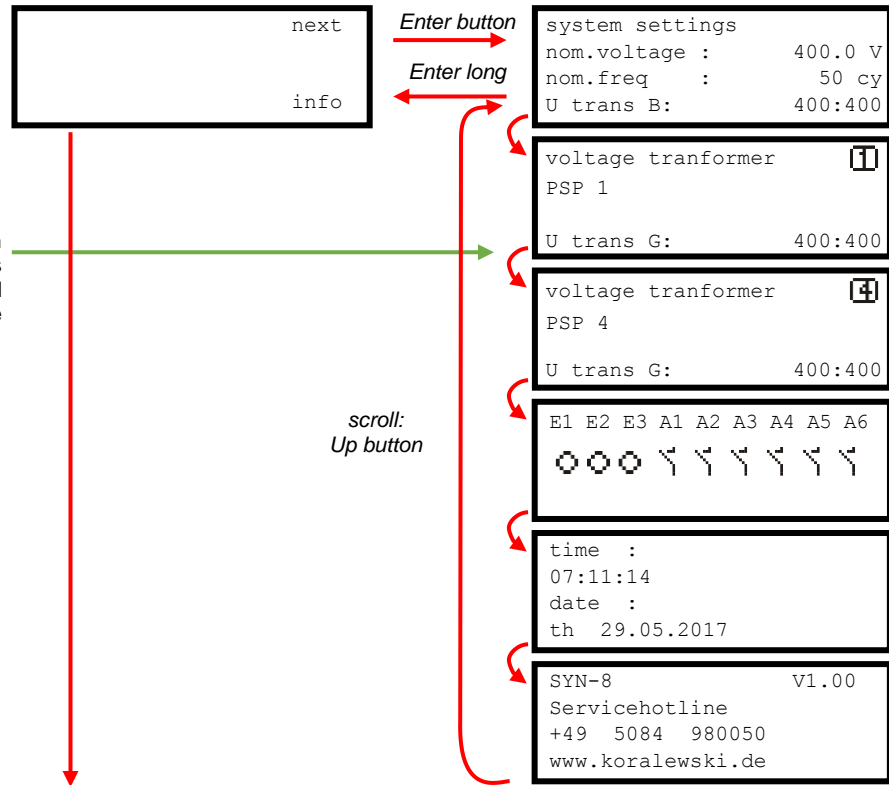 next
info
Enter button
Enter long
system settings
nom.voltage : 400.0 V
nom.freq : 50 cy
U trans B: 400:400
voltage tranformer 1
PSP 1
U trans G: 400:400
voltage tranformer 4
PSP 4
U trans G: 400:400
scroll:
Up button
E1 E2 E3 A1 A2 A3 A4 A5 A6
time :
07:11:14
date :
th 29.05.2017
SYN-8 V1.00
Servicehotline
+49 5084 980050
www.koralewski.de